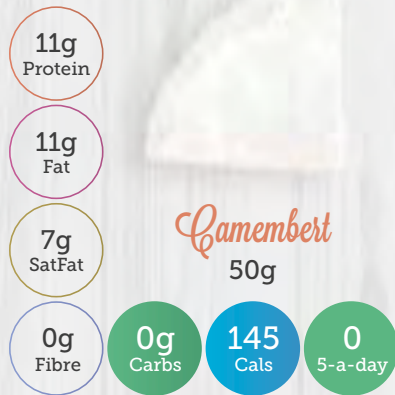 11g
Protein
11g
Fat
7g
SatFat
Camembert
50g
0g
Fibre
0g
Carbs
145
Cals
0
5-a-day